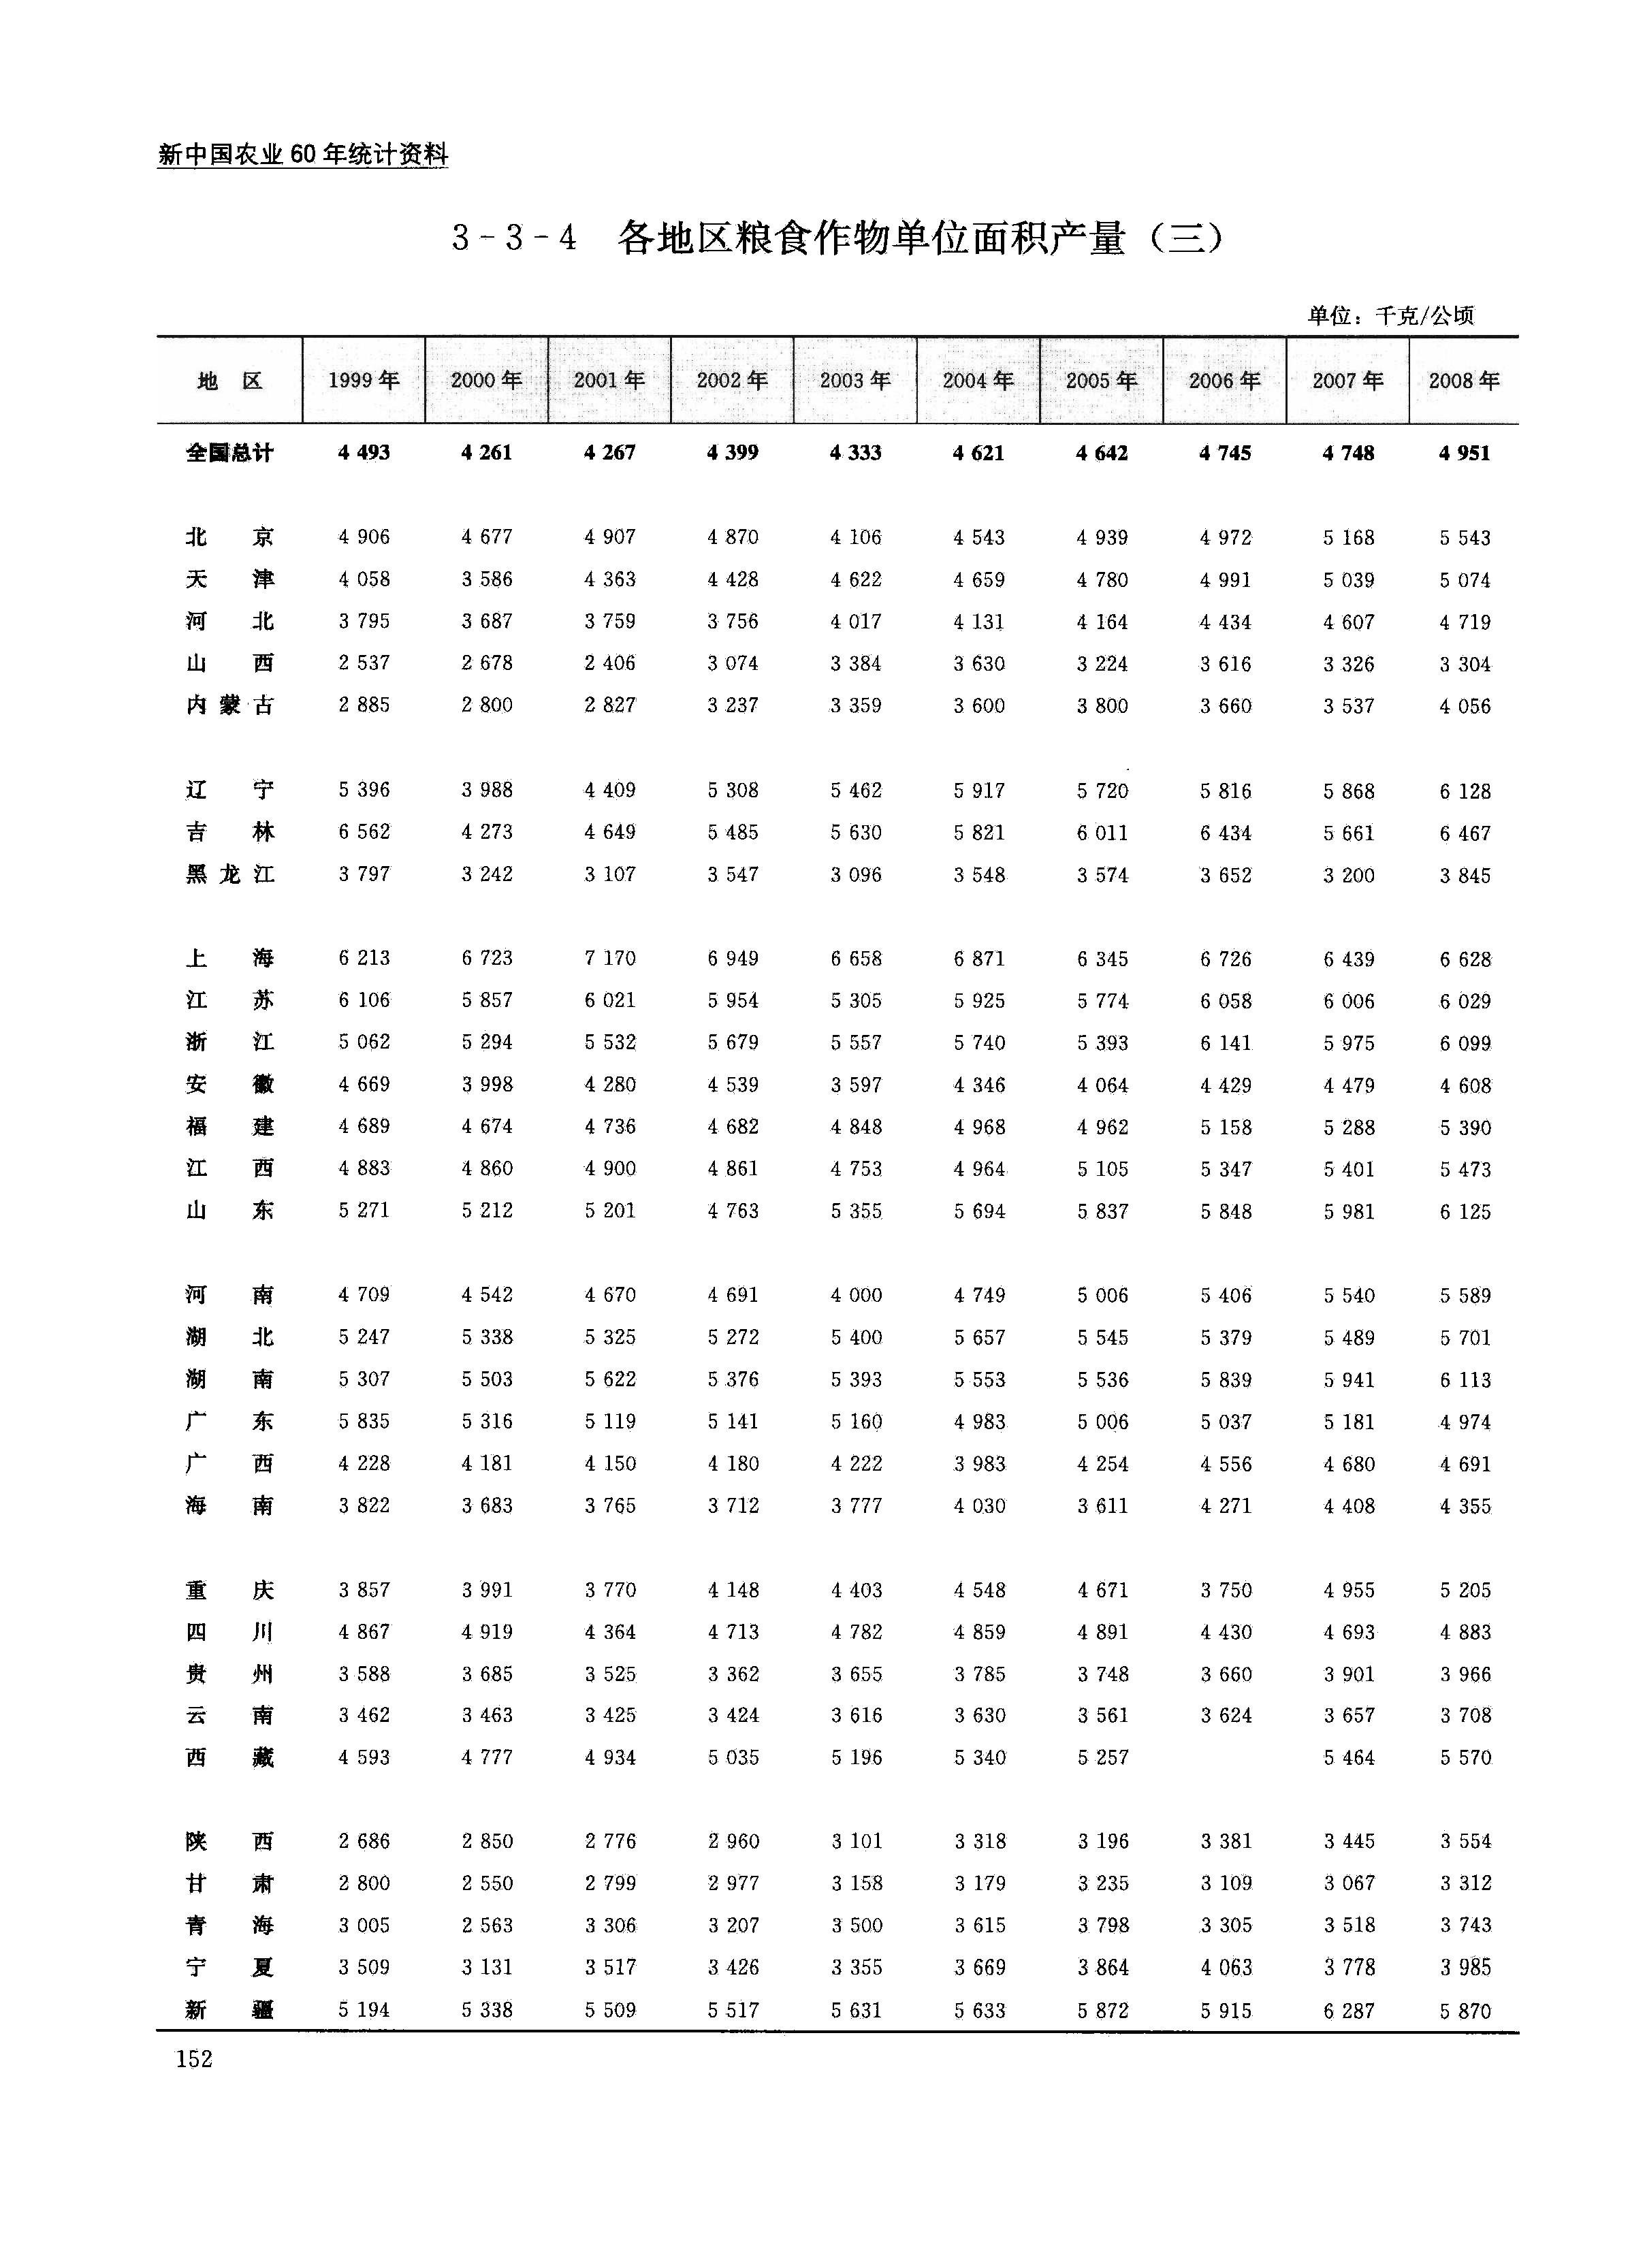 新中国农业 60 年统计资料
3-3-4 各地区粮食作物单位面积产量（三）
单位：千克/公顷
地 区 1999 年 2000 年 2001 年 2002 年 2003 年 2004 年 2005 年 2006 年 2007 年 2008 年
全国总计 4 493 4 261 4 267 4 399 4 333 4 621 4 642 4 745 4 748 4 951
北 京 4 906 4 677 4 907 4 870 4 106 4 543 4 939 4 972 5 168 5 543
天 津 4 058 3 586 4 363 4 428 4 622 4 659 4 780 4 991 5 039 5 074
河 北 3 795 3 687 3 759 3 756 4 017 4 131 4 164 4 434 4 607 4 719
山 西 2 537 2 678 2 406 3 074 3 384 3 630 3 224 3 616 3 326 3 304
内 蒙 古 2 885 2 800 2 827 3 237 3 359 3 600 3 800 3 660 3 537 4 056
辽 宁 5 396 3 988 4 409 5 308 5 462 5 917 5 720 5 816 5 868 6 128
吉 林 6 562 4 273 4 649 5 485 5 630 5 821 6 011 6 434 5 661 6 467
黑 龙 江 3 797 3 242 3 107 3 547 3 096 3 548 3 574 3 652 3 200 3 845
上 海 6 213 6 723 7 170 6 949 6 658 6 871 6 345 6 726 6 439 6 628
江 苏 6 106 5 857 6 021 5 954 5 305 5 925 5 774 6 058 6 006 6 029
浙 江 5 062 5 294 5 532 5 679 5 557 5 740 5 393 6 141 5 975 6 099
安 徽 4 669 3 998 4 280 4 539 3 597 4 346 4 064 4 429 4 479 4 608
福 建 4 689 4 674 4 736 4 682 4 848 4 968 4 962 5 158 5 288 5 390
江 西 4 883 4 860 4 900 4 861 4 753 4 964 5 105 5 347 5 401 5 473
山 东 5 271 5 212 5 201 4 763 5 355 5 694 5 837 5 848 5 981 6 125
河 南 4 709 4 542 4 670 4 691 4 000 4 749 5 006 5 406 5 540 5 589
湖 北 5 247 5 338 5 325 5 272 5 400 5 657 5 545 5 379 5 489 5 701
湖 南 5 307 5 503 5 622 5 376 5 393 5 553 5 536 5 839 5 941 6 113
广 东 5 835 5 316 5 119 5 141 5 160 4 983 5 006 5 037 5 181 4 974
广 西 4 228 4 181 4 150 4 180 4 222 3 983 4 254 4 556 4 680 4 691
海 南 3 822 3 683 3 765 3 712 3 777 4 030 3 611 4 271 4 408 4 355
重 庆 3 857 3 991 3 770 4 148 4 403 4 548 4 671 3 750 4 955 5 205
四 川 4 867 4 919 4 364 4 713 4 782 4 859 4 891 4 430 4 693 4 883
贵 州 3 588 3 685 3 525 3 362 3 655 3 785 3 748 3 660 3 901 3 966
云 南 3 462 3 463 3 425 3 424 3 616 3 630 3 561 3 624 3 657 3 708
西 藏 4 593 4 777 4 934 5 035 5 196 5 340 5 257 5 464 5 570
陕 西 2 686 2 850 2 776 2 960 3 101 3 318 3 196 3 381 3 445 3 554
甘 肃 2 800 2 550 2 799 2 977 3 158 3 179 3 235 3 109 3 067 3 312
青 海 3 005 2 563 3 306 3 207 3 500 3 615 3 798 3 305 3 518 3 743
宁 夏 3 509 3 131 3 517 3 426 3 355 3 669 3 864 4 063 3 778 3 985
新 疆 5 194 5 338 5 509 5 517 5 631 5 633 5 872 5 915 6 287 5 870
152